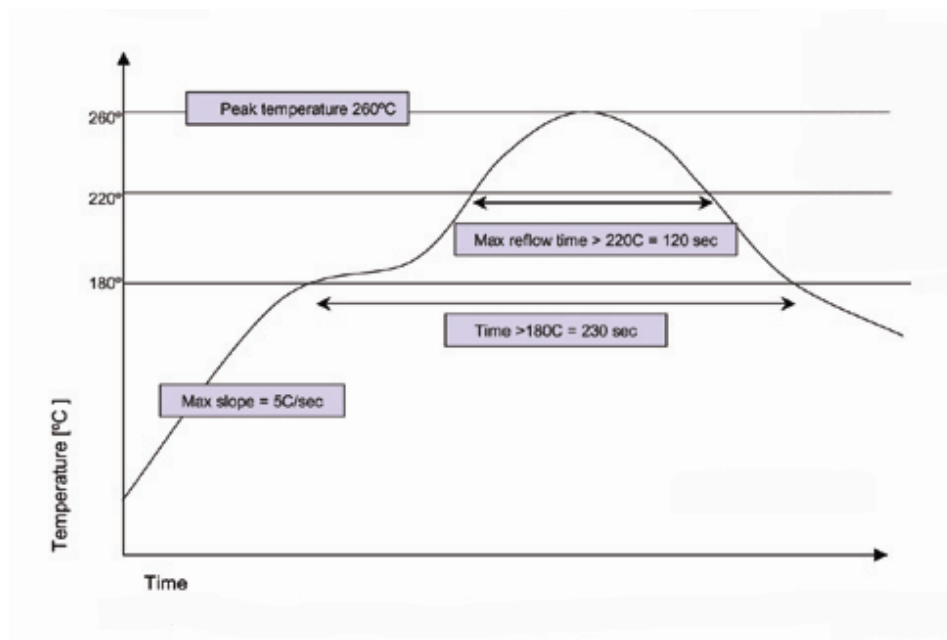 Peak temperature 260ºC
260º
220º
Max reflow time > 220C = 120 sec
180º
Time >180C = 230 sec
Max slope = 5C/sec
Temperature [ºC ]
Time